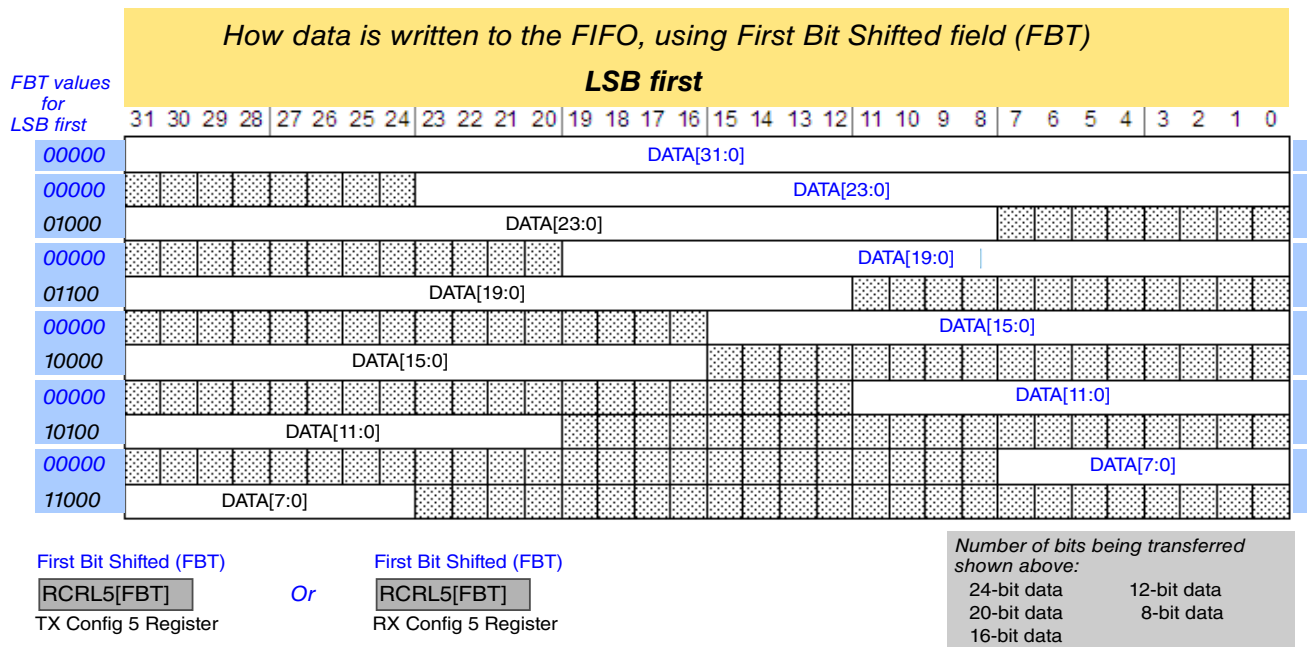 How data is written to the FIFO, using First Bit Shifted field (FBT)
LSB first
FBT values
for
LSB first
31 30 29 28 27 26 25 24 23 22 21 20 19 18 17 16 15 14 13 12 11 10 9 8 7 6 5 4 3 2 1 0
00000 DATA[31:0]
00000 DATA[23:0]
01000 DATA[23:0]
00000 DATA[19:0]
01100 DATA[19:0]
00000 DATA[15:0]
10000 DATA[15:0]
00000 DATA[11:0]
10100 DATA[11:0]
00000 DATA[7:0]
11000 DATA[7:0]
First Bit Shifted (FBT) First Bit Shifted (FBT)
RCRL5[FBT] Or RCRL5[FBT]
TX Config 5 Register RX Config 5 Register
Number of bits being transferred
shown above:
24-bit data 12-bit data
20-bit data 8-bit data
16-bit data